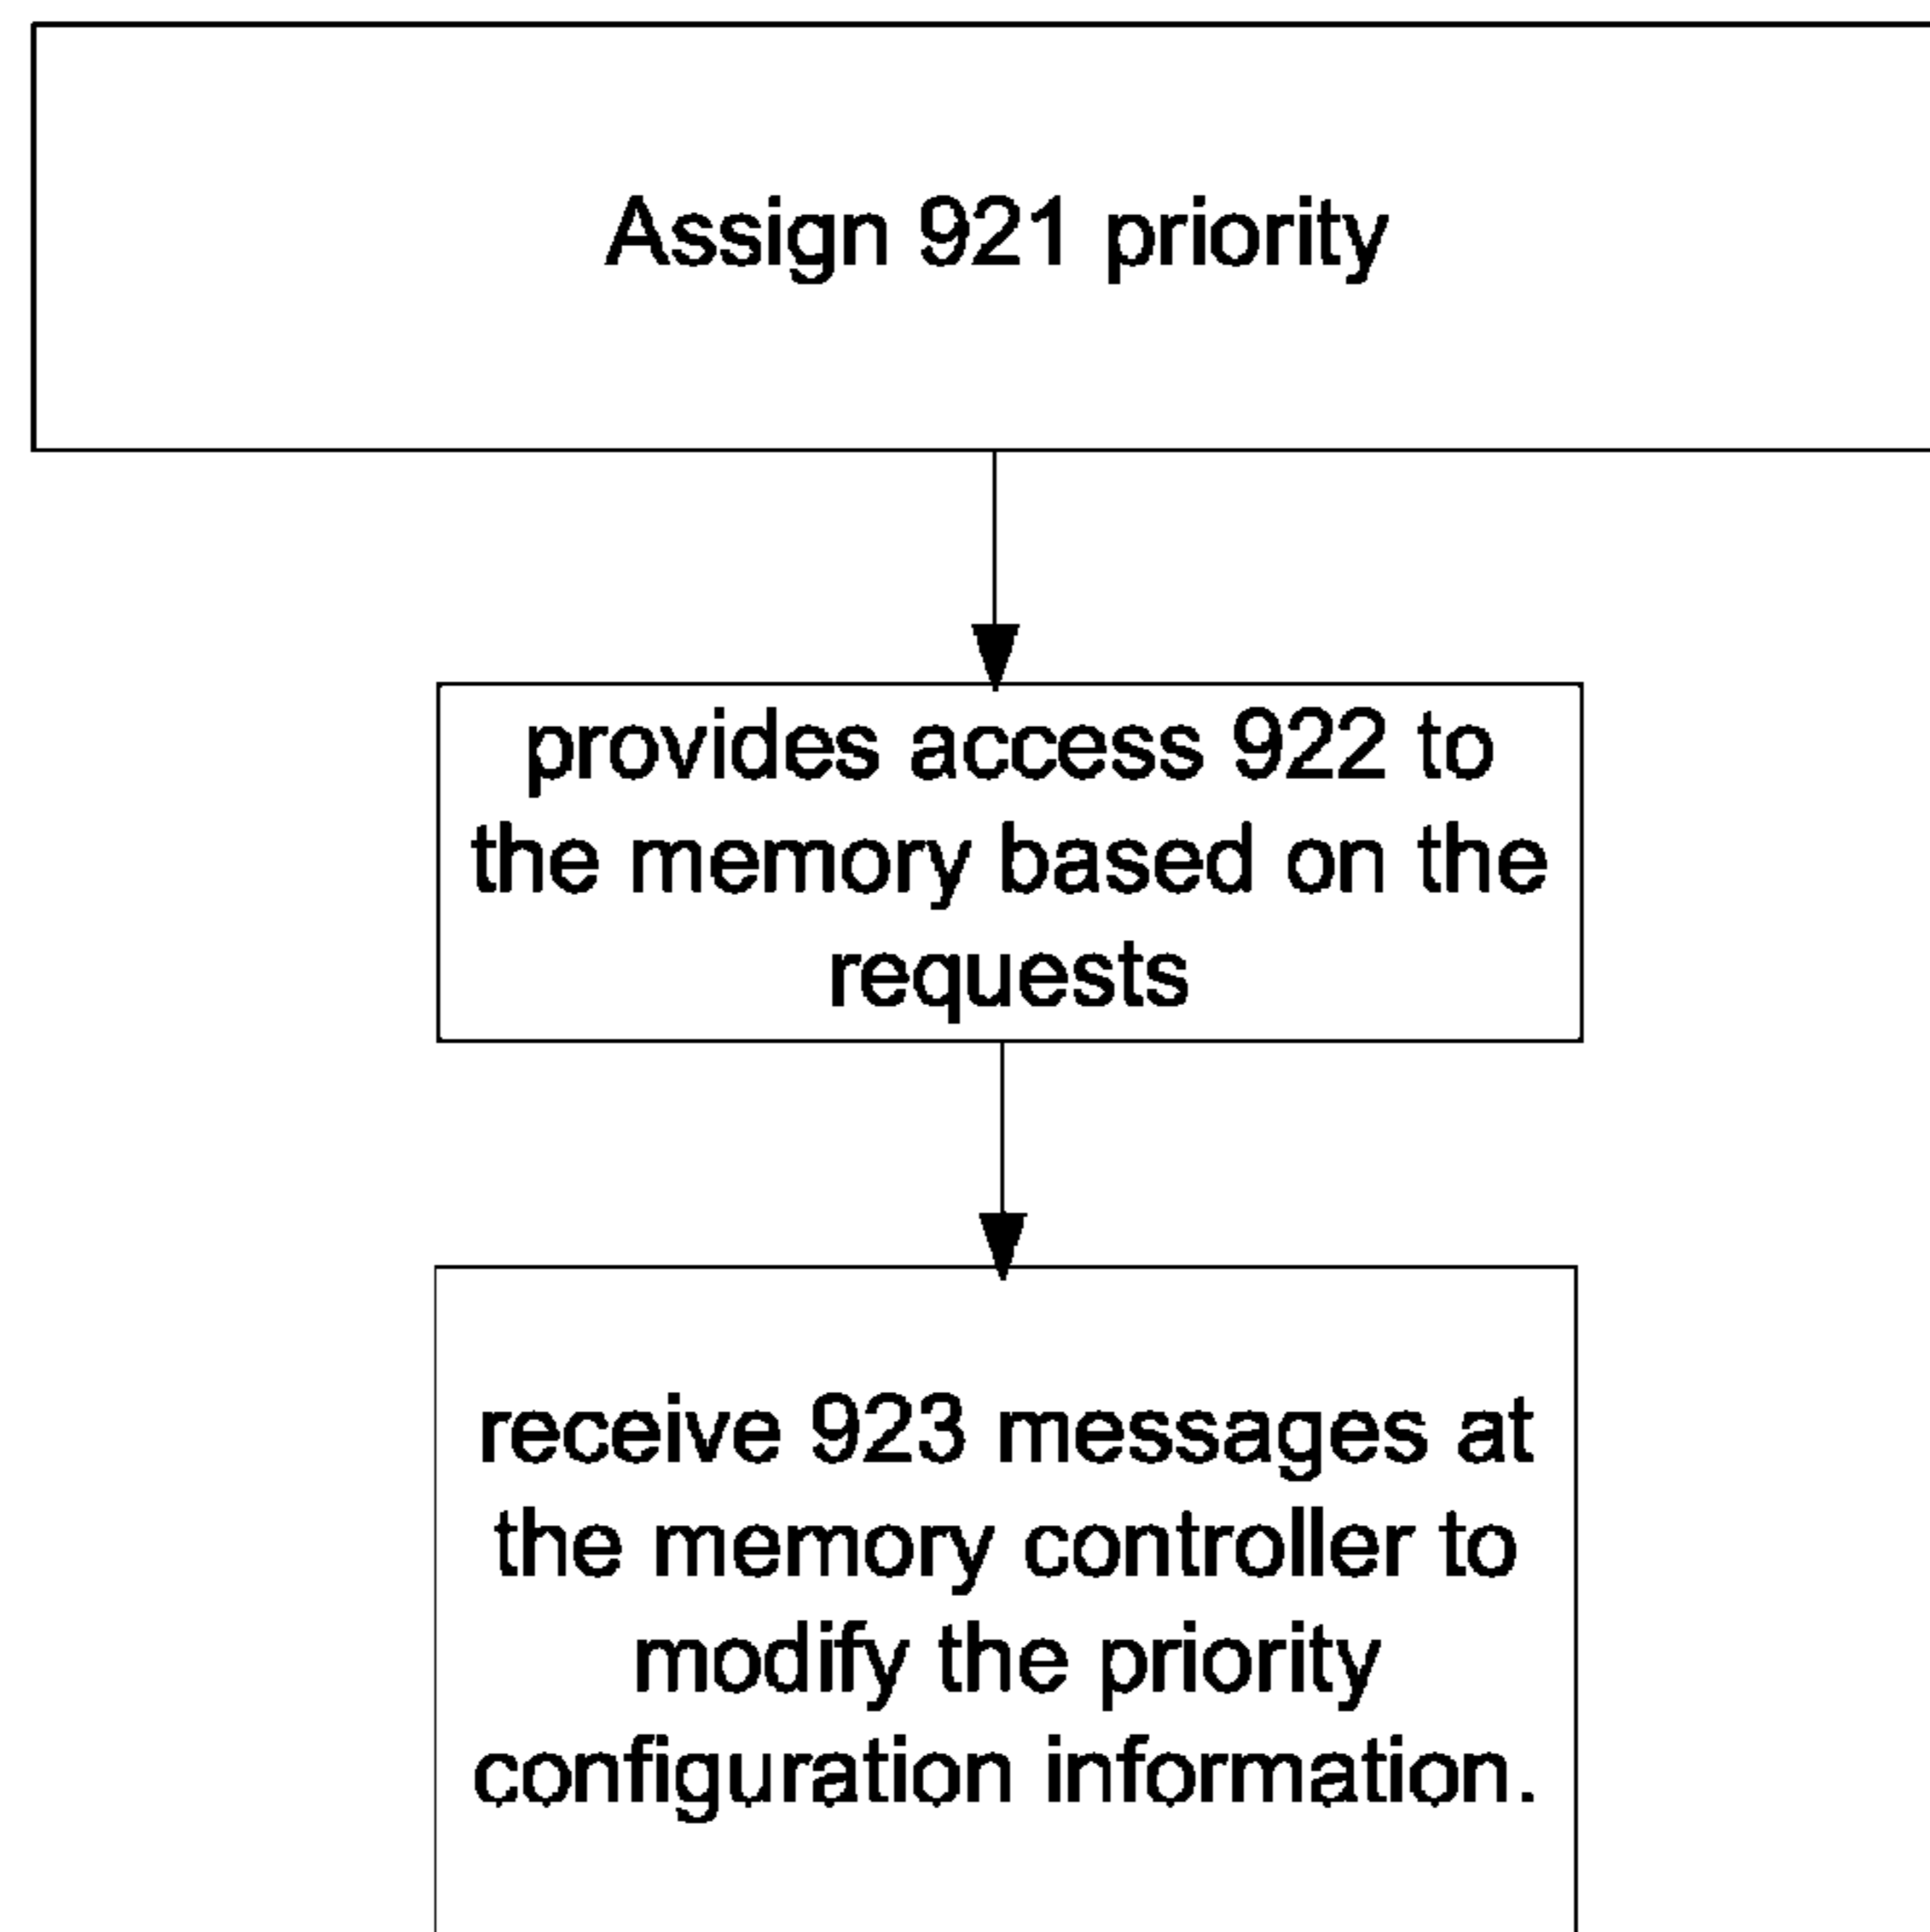 Assign 921 priority
provides access 922 to
the memory based on the
requests
receive 923 messages at
the memory controller to
modify the priority
configuration information.